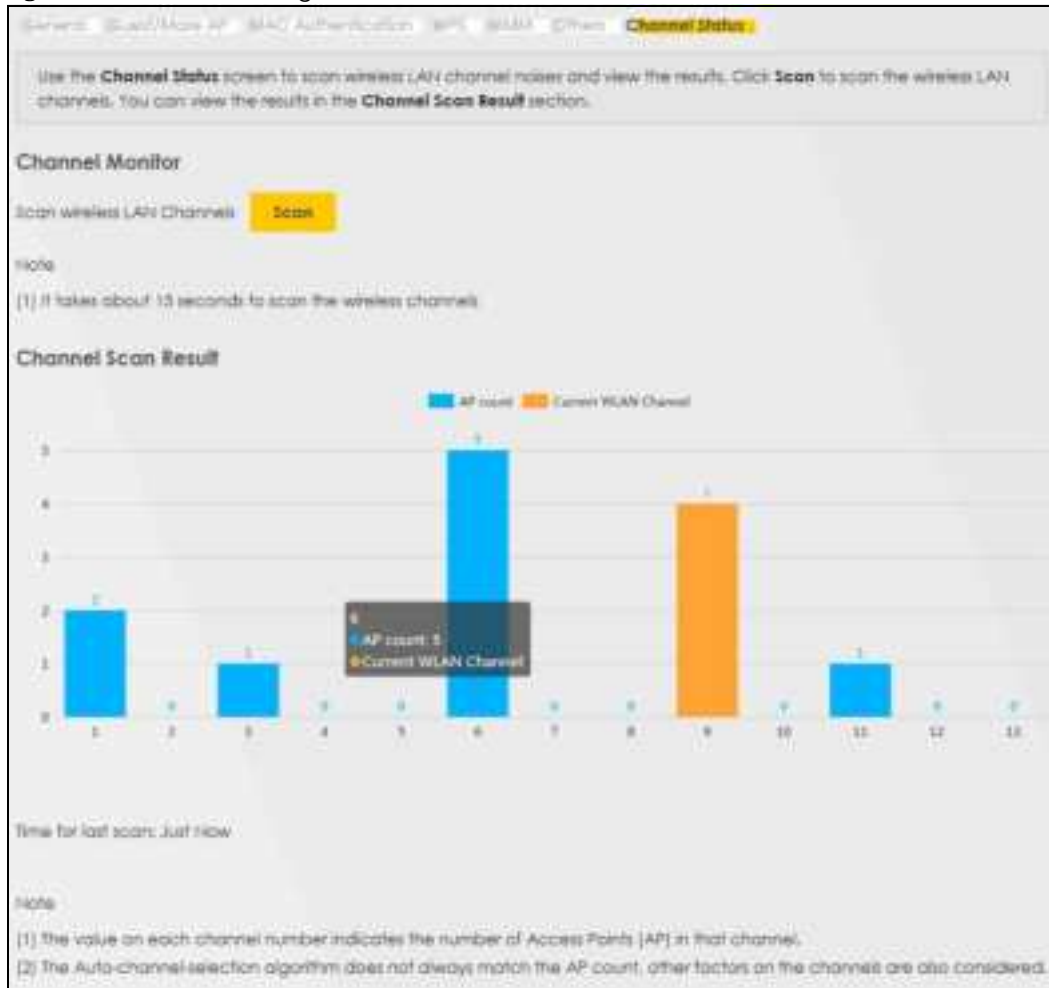 General Guest/More AP MAC Authentication WPS WMM Others Channel Status
Use the Channel Status screen to scan wireless LAN channel noises and view the results. Click Scan to scan the wireless LAN
channels. You can view the results in the Channel Scan Result section.
Channel Monitor
Scan wireless LAN Channels Scan
Note
[1] It takes about 15 seconds to scan the wireless channels
Channel Scan Result
AP count Current WLAN Channel
5
4
3
2 2
6
AP count: 5
Current WLAN Channel
1 1 1
0 0 0 0 0 0 0 0 0
1 2 3 4 5 6 7 8 9 10 11 12 13
Time for last scan: Just Now
Note
[1] The value on each channel number indicates the number of Access Points [AP] in that channel.
[2] The Auto-channel-selection algorithm does not always match the AP count, other factors on the channels are also considered.